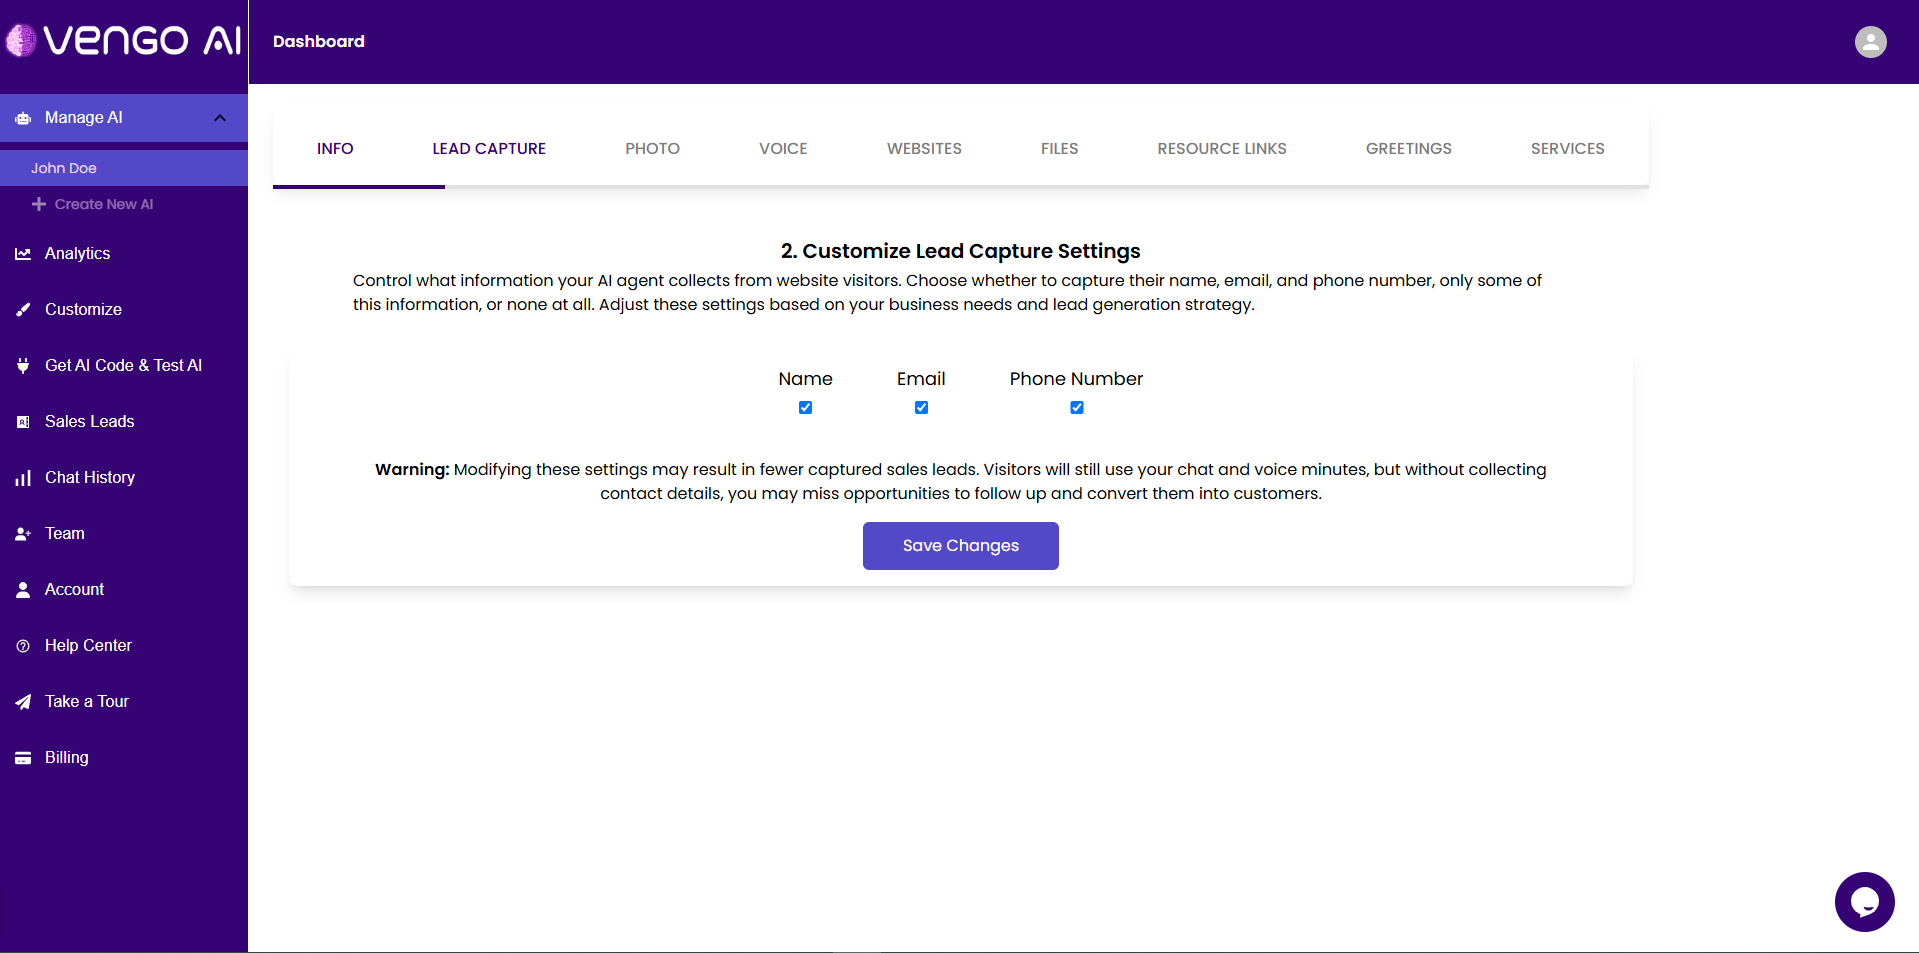 VENGO AI
Dashboard
Manage AI
John Doe
Create New AI
Analytics
Customize
Get AI Code & Test AI
Sales Leads
Chat History
Team
Account
Help Center
Take a Tour
Billing
INFO
LEAD CAPTURE
PHOTO
VOICE
WEBSITES
FILES
RESOURCE LINKS
GREETINGS
SERVICES
2. Customize Lead Capture Settings
Control what information your AI agent collects from website visitors. Choose whether to capture their name, email, and phone number, only some of
this information, or none at all. Adjust these settings based on your business needs and lead generation strategy.
Name
Email
Phone Number
Warning: Modifying these settings may result in fewer captured sales leads. Visitors will still use your chat and voice minutes, but without collecting
contact details, you may miss opportunities to follow up and convert them into customers.
Save Changes